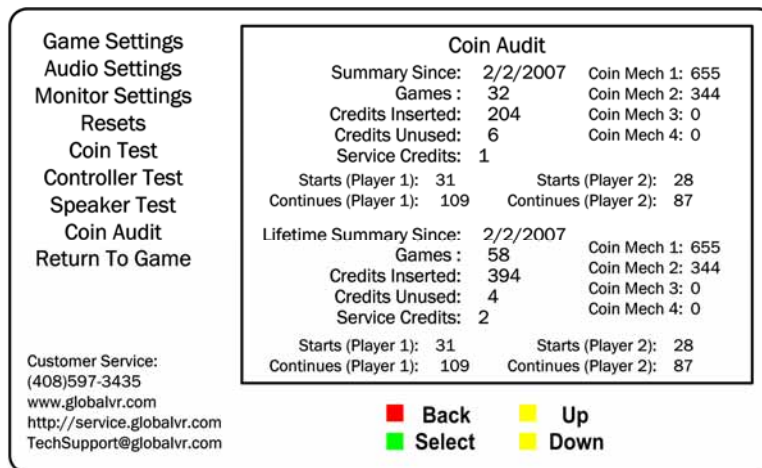 Game Settings
Audio Settings
Monitor Settings
Resets
Coin Test
Controller Test
Speaker Test
Coin Audit
Return To Game
Customer Service:
(408)597-3435
www.globalvr.com
http://service.globalvr.com
TechSupport@globalvr.com
Coin Audit
Summary Since: 2/2/2007 Coin Mech 1: 655
Games : 32 Coin Mech 2: 344
Credits Inserted: 204 Coin Mech 3: 0
Credits Unused: 6 Coin Mech 4: 0
Service Credits: 1
Starts (Player 1): 31 Starts (Player 2): 28
Continues (Player 1): 109 Continues (Player 2): 87
Lifetime Summary Since: 2/2/2007
Games : 58 Coin Mech 1: 655
Credits Inserted: 394 Coin Mech 2: 344
Credits Unused: 4 Coin Mech 3: 0
Service Credits: 2 Coin Mech 4: 0
Starts (Player 1): 31 Starts (Player 2): 28
Continues (Player 1): 109 Continues (Player 2): 87
Back Up
Select Down